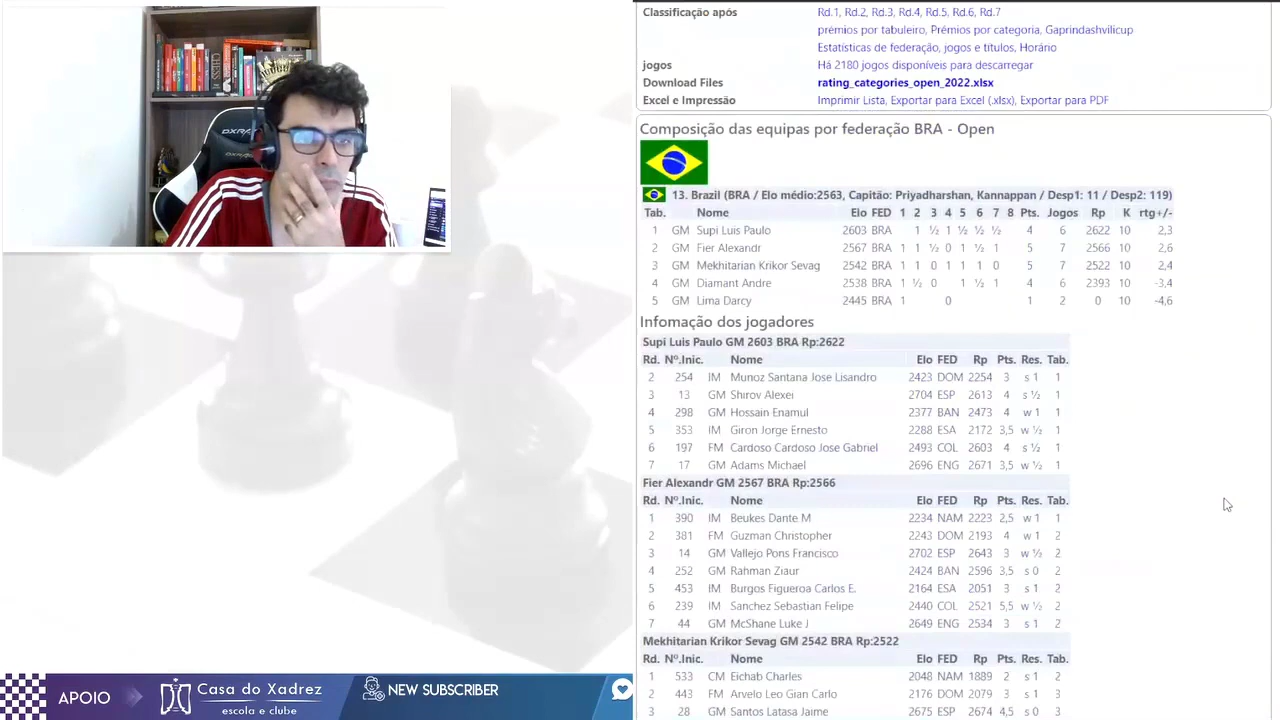 Classificação após Rd.1, Rd.2, Rd.3, Rd.4, Rd.5, Rd.6, Rd.7
prémios por tabuleiro, Prémios por categoria, Gaprindashvilicup
Estatísticas de federação, jogos e títulos, Horário
jogos Há 2180 jogos disponíveis para descarregar
Download Files rating_categories_open_2022.xlsx
Excel e Impressão Imprimir Lista, Exportar para Excel (.xlsx), Exportar para PDF
Composição das equipas por federação BRA - Open
13. Brazil (BRA / Elo médio:2563, Capitão: Priyadharshan, Kannappan / Desp1: 11 / Desp2: 119)
Tab. Nome Elo FED 1 2 3 4 5 6 7 8 Pts. Jogos Rp K rtg+/-
1 GM Supi Luis Paulo 2603 BRA 1 ½ 1 ½ ½ ½ 4 6 2622 10 2,3
2 GM Fier Alexandr 2567 BRA 1 1 ½ 0 1 ½ 1 5 7 2566 10 2,6
3 GM Mekhitarian Krikor Sevag 2542 BRA 1 1 0 1 1 1 0 5 7 2522 10 2,4
4 GM Diamant Andre 2538 BRA 1 ½ 0 1 ½ 1 4 6 2393 10 -3,4
5 GM Lima Darcy 2445 BRA 1 0 1 2 0 10 -4,6
Infomação dos jogadores
Supi Luis Paulo GM 2603 BRA Rp:2622
Rd. Nº.Inic. Nome Elo FED Rp Pts. Res. Tab.
2 254 IM Munoz Santana Jose Lisandro 2423 DOM 2254 3 s 1 1
3 13 GM Shirov Alexei 2704 ESP 2613 4 s ½ 1
4 298 GM Hossain Enamul 2377 BAN 2473 4 w 1 1
5 353 IM Giron Jorge Ernesto 2288 ESA 2172 3,5 w ½ 1
6 197 FM Cardoso Cardoso Jose Gabriel 2493 COL 2603 4 s ½ 1
7 17 GM Adams Michael 2696 ENG 2671 3,5 w ½ 1
Fier Alexandr GM 2567 BRA Rp:2566
Rd. Nº.Inic. Nome Elo FED Rp Pts. Res. Tab.
1 390 IM Beukes Dante M 2234 NAM 2223 2,5 w 1 1
2 381 FM Guzman Christopher 2243 DOM 2193 4 w 1 2
3 14 GM Vallejo Pons Francisco 2702 ESP 2643 3 w ½ 2
4 252 GM Rahman Ziaur 2424 BAN 2596 3,5 s 0 2
5 453 IM Burgos Figueroa Carlos E. 2164 ESA 2051 3 s 1 2
6 239 IM Sanchez Sebastian Felipe 2440 COL 2521 5,5 w ½ 2
7 44 GM McShane Luke J 2649 ENG 2534 3 s 1 2
Mekhitarian Krikor Sevag GM 2542 BRA Rp:2522
Rd. Nº.Inic. Nome Elo FED Rp Pts. Res. Tab.
1 533 CM Eichab Charles 2048 NAM 1889 2 s 1 2
2 443 FM Arvelo Leo Gian Carlo 2176 DOM 2079 3 s 1 3
3 28 GM Santos Latasa Jaime 2675 ESP 2674 4,5 s 0 3
APOIO
Casa do Xadrez
escola e clube
NEW SUBSCRIBER